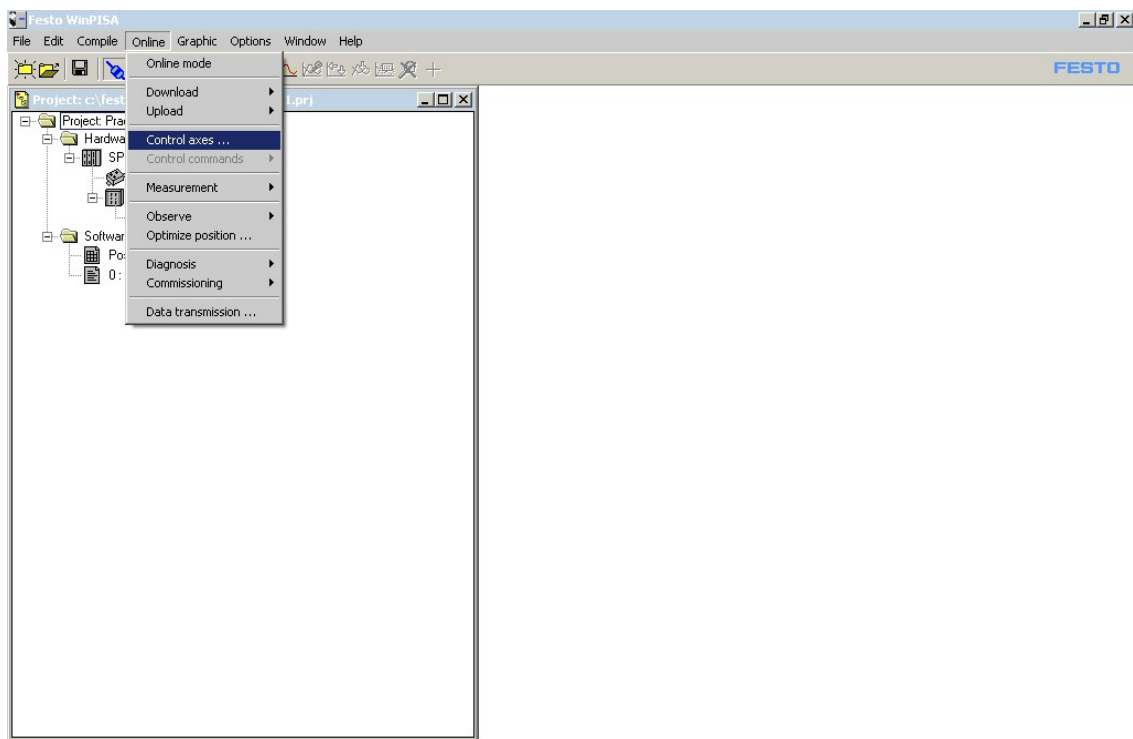 Festo WinPISA
File Edit Compile Online Graphic Options Window Help
FESTO
Project: c:\fest
1.prj
Project: Pra
Hardwa
SP
Softwar
Po
0 :
Online mode
Download
Upload
Control axes ...
Control commands
Measurement
Observe
Optimize position ...
Diagnosis
Commissioning
Data transmission ...